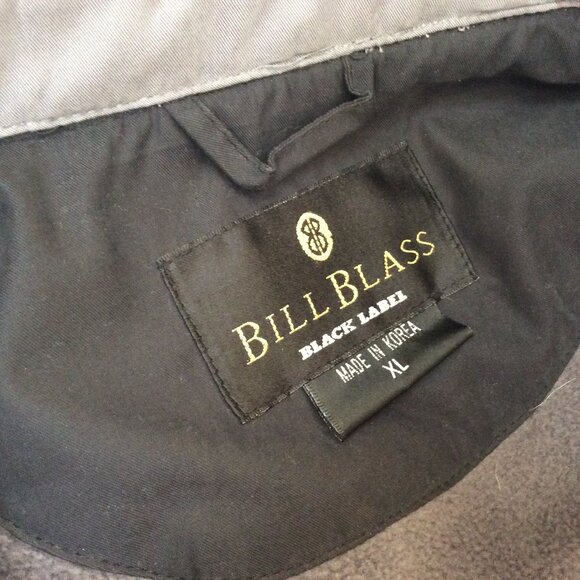 BILL BLASS
BLACK LABEL
MADE IN KOREA
XL